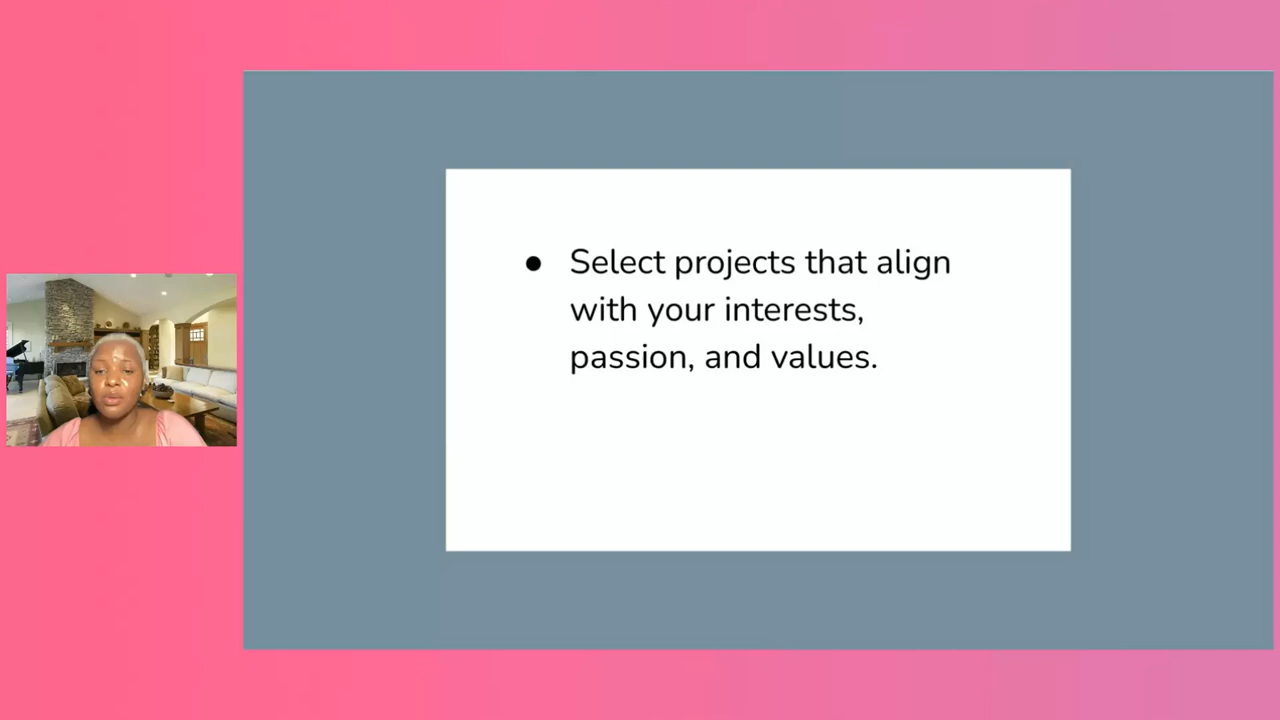 ● Select projects that align
with your interests,
passion, and values.